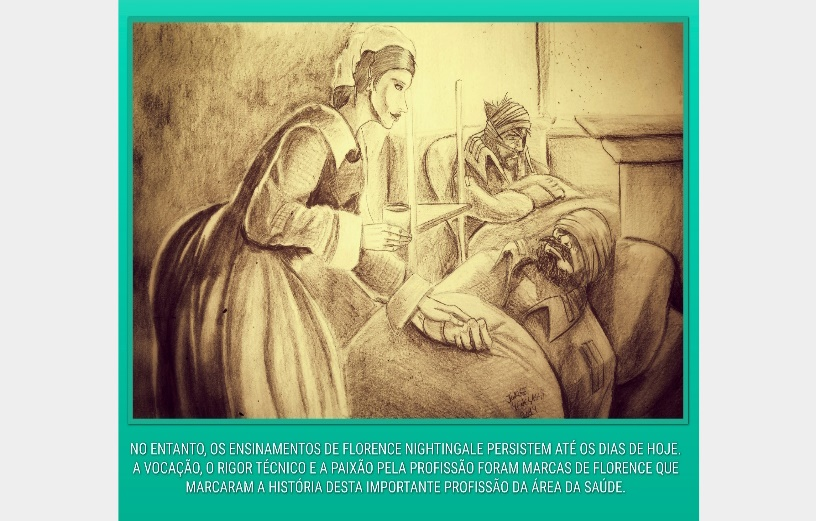 NO ENTANTO, OS ENSINAMENTOS DE FLORENCE NIGHTINGALE PERSISTEM ATÉ OS DIAS DE HOJE.
A VOCAÇÃO, O RIGOR TÉCNICO E A PAIXÃO PELA PROFISSÃO FORAM MARCAS DE FLORENCE QUE
MARCARAM A HISTÓRIA DESTA IMPORTANTE PROFISSÃO DA ÁREA DA SAÚDE.